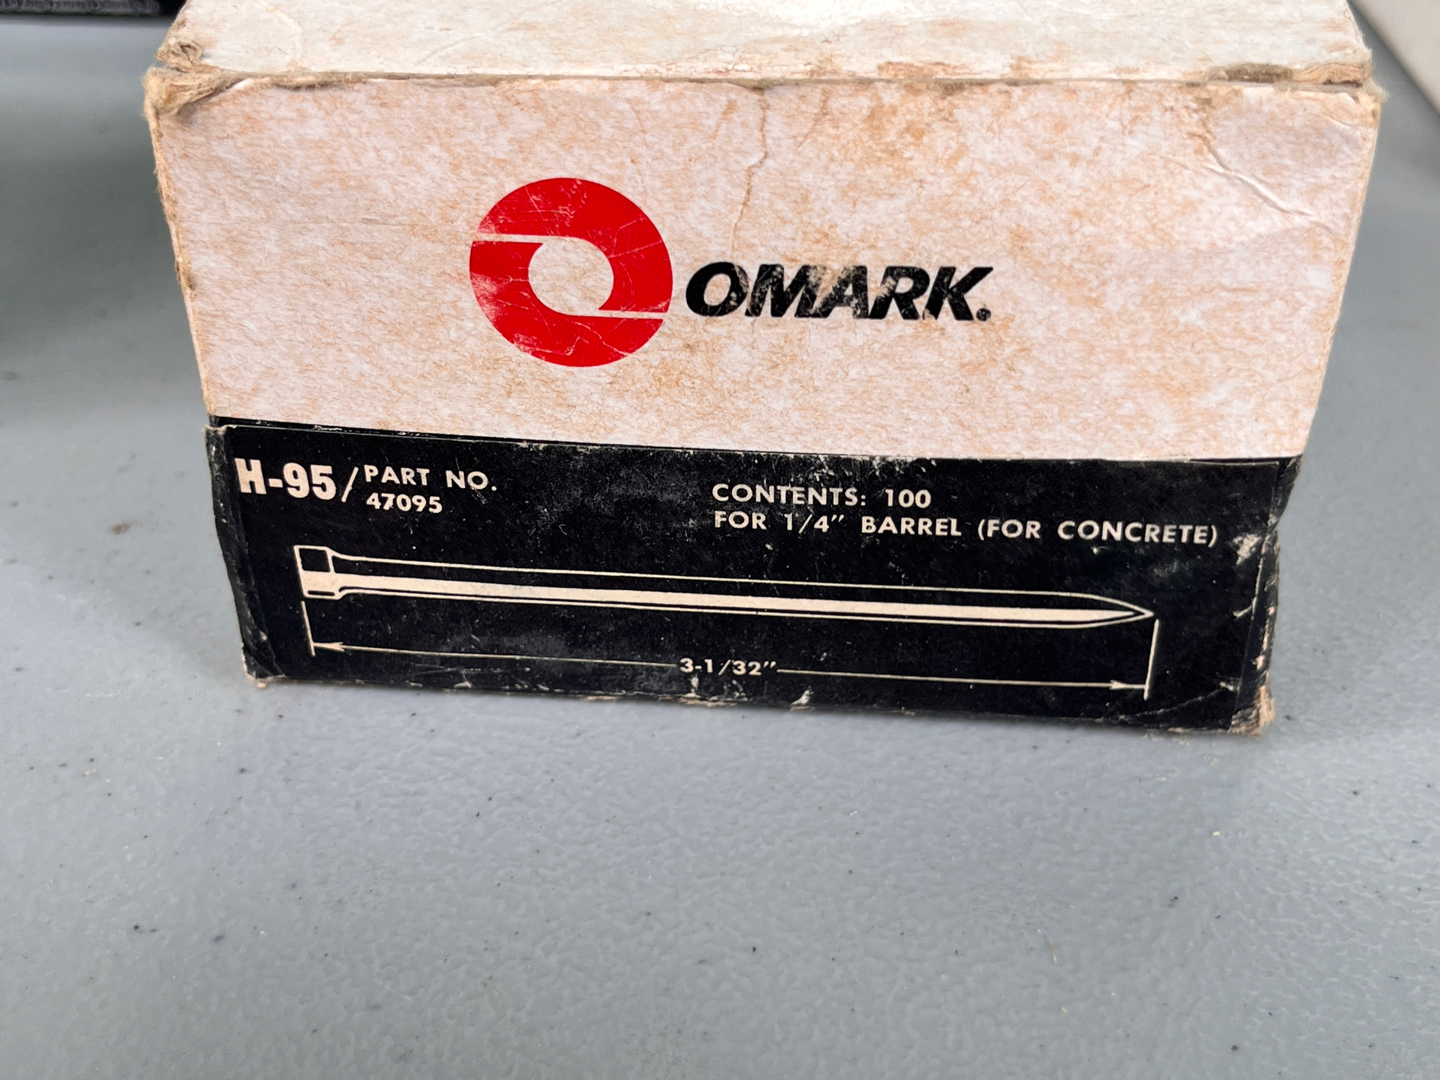 OMARK.
H-95/PART NO.
47095
CONTENTS: 100
FOR 1/4" BARREL (FOR CONCRETE)
3-1/32"